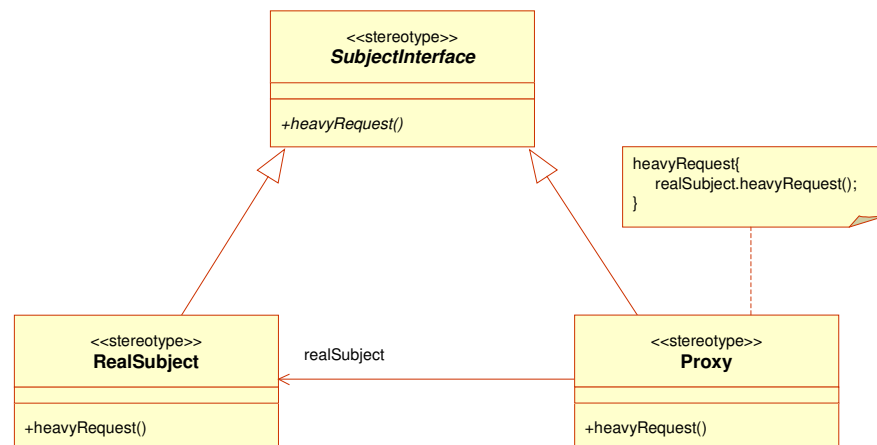 <<stereotype>>
SubjectInterface
+heavyRequest()
heavyRequest{
realSubject.heavyRequest();
}
<<stereotype>>
RealSubject
+heavyRequest()
realSubject
<<stereotype>>
Proxy
+heavyRequest()